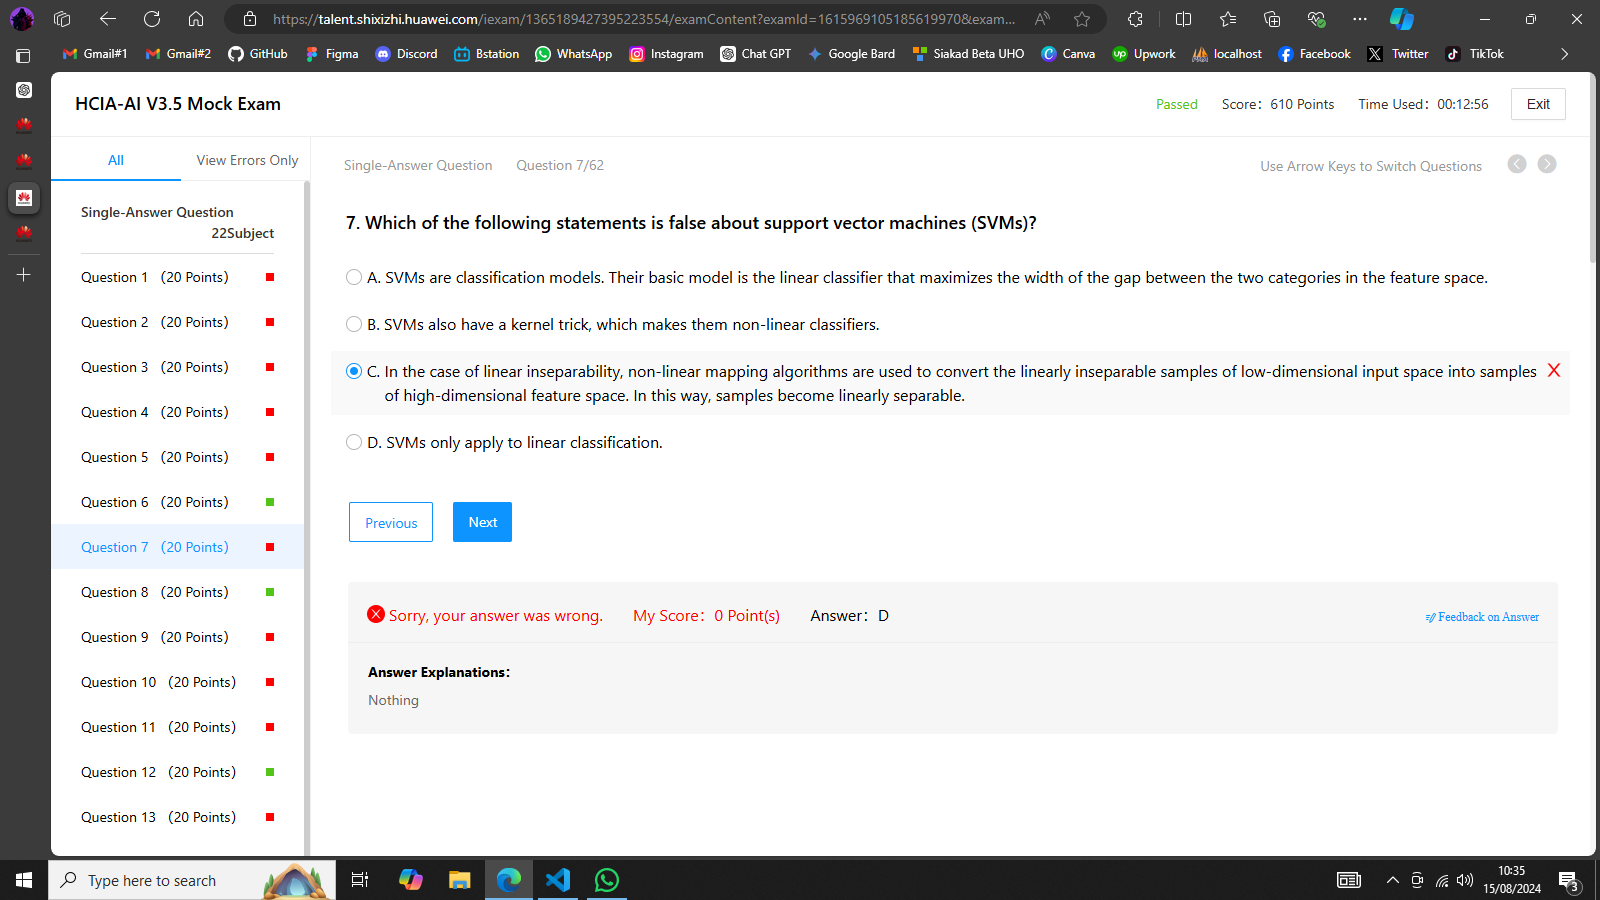 https://talent.shixizhi.huawei.com/iexam/1365189427395223554/examContent?examId=1615969105185619970&exam...
Gmail#1 Gmail#2 GitHub Figma Discord Bstation WhatsApp Instagram Chat GPT Google Bard Siakad Beta UHO Canva Upwork localhost Facebook Twitter TikTok
HCIA-AI V3.5 Mock Exam
Passed Score: 610 Points Time Used: 00:12:56 Exit
All View Errors Only
Single-Answer Question Question 7/62 Use Arrow Keys to Switch Questions
Single-Answer Question
22Subject
Question 1 (20 Points)
Question 2 (20 Points)
Question 3 (20 Points)
Question 4 (20 Points)
Question 5 (20 Points)
Question 6 (20 Points)
Question 7 (20 Points)
Question 8 (20 Points)
Question 9 (20 Points)
Question 10 (20 Points)
Question 11 (20 Points)
Question 12 (20 Points)
Question 13 (20 Points)
7. Which of the following statements is false about support vector machines (SVMs)?
A. SVMs are classification models. Their basic model is the linear classifier that maximizes the width of the gap between the two categories in the feature space.
B. SVMs also have a kernel trick, which makes them non-linear classifiers.
C. In the case of linear inseparability, non-linear mapping algorithms are used to convert the linearly inseparable samples of low-dimensional input space into samples
of high-dimensional feature space. In this way, samples become linearly separable.
D. SVMs only apply to linear classification.
Previous Next
Sorry, your answer was wrong. My Score: 0 Point(s) Answer: D Feedback on Answer
Answer Explanations:
Nothing
Type here to search
10:35
15/08/2024
3